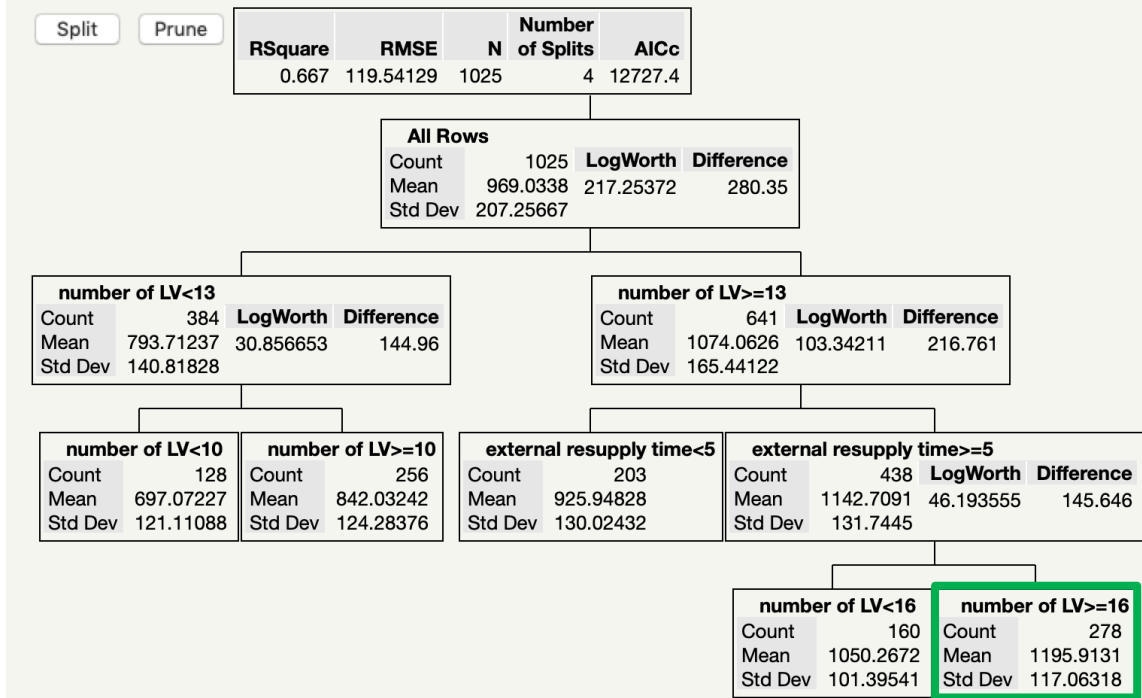 Split Prune
Number
RSquare RMSE N of Splits AICc
0.667 119.54129 1025 4 12727.4
All Rows
Count 1025 LogWorth Difference
Mean 969.0338 217.25372 280.35
Std Dev 207.25667
number of LV<13
Count 384 LogWorth Difference
Mean 793.71237 30.856653 144.96
Std Dev 140.81828
number of LV>=13
Count 641 LogWorth Difference
Mean 1074.0626 103.34211 216.761
Std Dev 165.44122
number of LV<10
Count 128
Mean 697.07227
Std Dev 121.11088
number of LV>=10
Count 256
Mean 842.03242
Std Dev 124.28376
external resupply time<5
Count 203
Mean 925.94828
Std Dev 130.02432
external resupply time>=5
Count 438 LogWorth Difference
Mean 1142.7091 46.193555 145.646
Std Dev 131.7445
number of LV<16
Count 160
Mean 1050.2672
Std Dev 101.39541
number of LV>=16
Count 278
Mean 1195.9131
Std Dev 117.06318